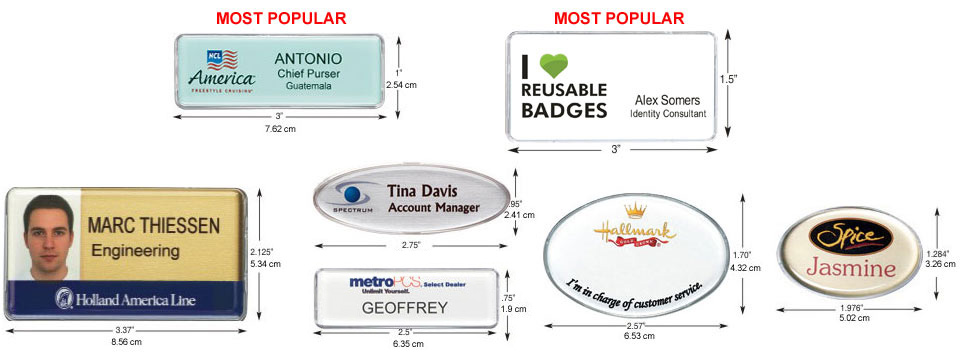 MOST POPULAR
NCL
America
FREESTYLE CRUISING
ANTONIO
Chief Purser
Guatemala
1"
2.54 cm
3"
7.62 cm
MOST POPULAR
I
REUSABLE
BADGES
Alex Somers
Identity Consultant
1.5"
3"
MARC THIESSEN
Engineering
Holland America Line
2.125"
5.34 cm
3.37"
8.56 cm
SPECTRUM
Tina Davis
Account Manager
.95"
2.41 cm
2.75"
metroPCS. Select Dealer
Unlimit Yourself.
GEOFFREY
.75"
1.9 cm
2.5"
6.35 cm
Hallmark
GOLD CROWN
I'm in charge of customer service.
1.70"
4.32 cm
2.57"
6.53 cm
Spice
Jasmine
1.284"
3.26 cm
1.976"
5.02 cm